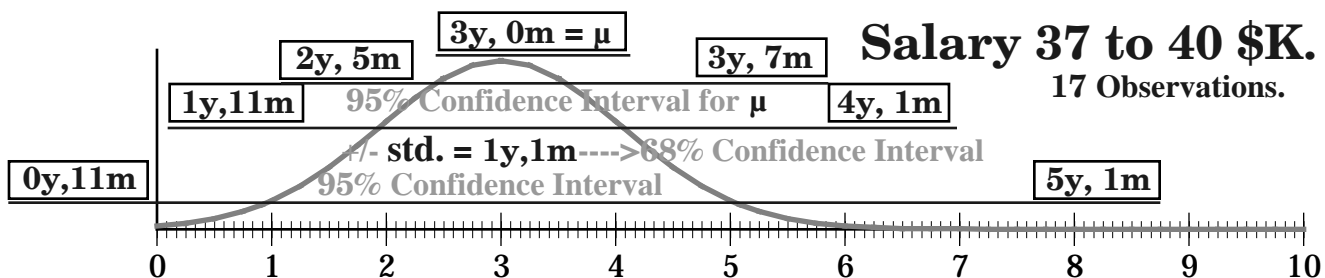 3y, 0m = µ
Salary 37 to 40 $K.
2y, 5m
3y, 7m
17 Observations.
1y,11m
95% Confidence Interval for µ
4y, 1m
+/- std. = 1y,1m---->68% Confidence Interval
0y,11m
95% Confidence Interval
5y, 1m
0 1 2 3 4 5 6 7 8 9 10